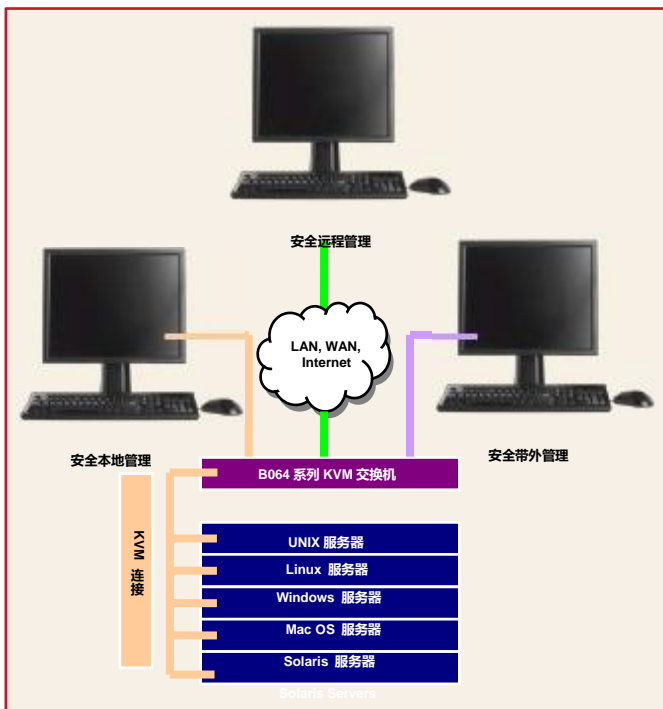 安全远程管理
LAN, WAN,
Internet
安全本地管理
安全带外管理
B064 系列 KVM 交换机
KVM 连接
UNIX 服务器
Linux 服务器
Windows 服务器
Mac OS 服务器
Solaris 服务器
Solaris Servers